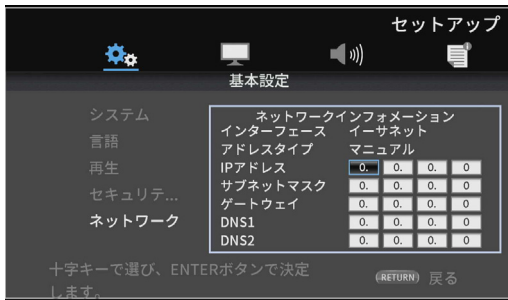 セットアップ
基本設定
システム
言語
再生
セキュリテ...
ネットワーク
ネットワークインフォメーション
インターフェース イーサネット
アドレスタイプ マニュアル
IPアドレス 0. 0. 0. 0
サブネットマスク 0. 0. 0. 0
ゲートウェイ 0. 0. 0. 0
DNS1 0. 0. 0. 0
DNS2 0. 0. 0. 0
十字キーで選び、ENTERボタンで決定
します。
RETURN 戻る